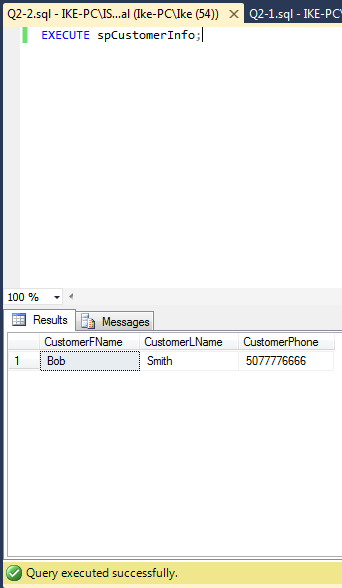 Q2-2.sql - IKE-PC\IS...al (Ike-PC\Ike (54)) Q2-1.sql - IKE-PC\
EXECUTE spCustomerInfo;
100 %
Results Messages
CustomerFName CustomerLName CustomerPhone
1 Bob Smith 5077776666
Query executed successfully.